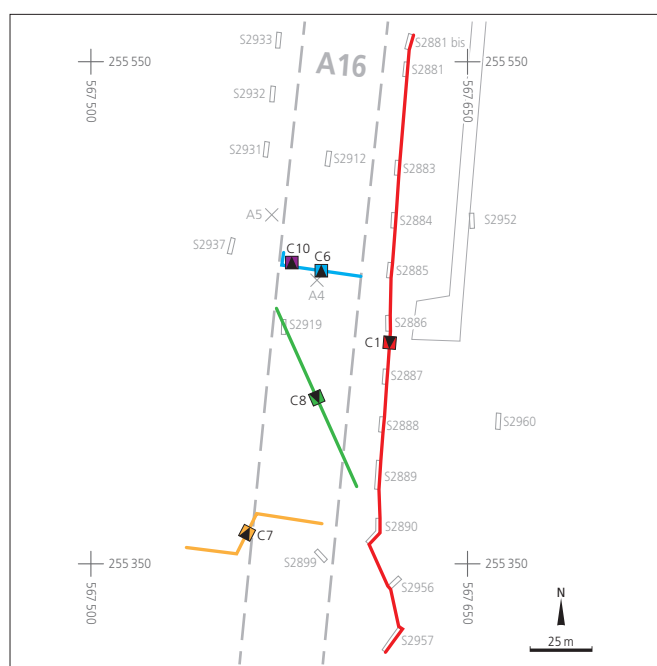 S2933
S2881 bis
255 550
A16
255 550
S2881
567 500
567 650
S2932
S2931
S2912
S2883
A5
S2884
S2952
S2937
C10
C6
S2885
A4
S2919
S2886
C1
S2887
C8
S2888
S2960
S2889
S2890
C7
S2899
255 350
255 350
567 500
567 650
S2956
N
S2957
25 m